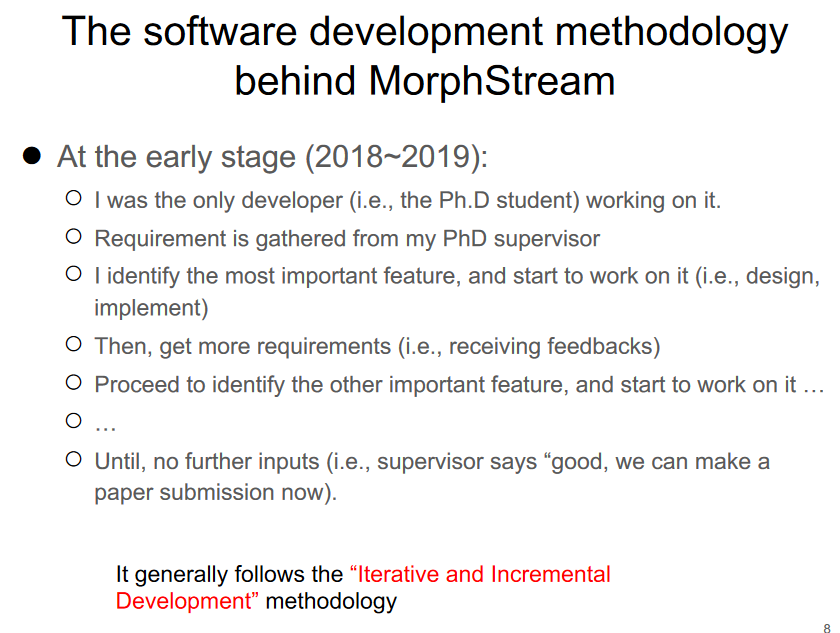 The software development methodology
behind MorphStream
● At the early stage (2018~2019):
○ I was the only developer (i.e., the Ph.D student) working on it.
○ Requirement is gathered from my PhD supervisor
○ I identify the most important feature, and start to work on it (i.e., design,
implement)
○ Then, get more requirements (i.e., receiving feedbacks)
○ Proceed to identify the other important feature, and start to work on it …
○ …
○ Until, no further inputs (i.e., supervisor says “good, we can make a
paper submission now).
It generally follows the “Iterative and Incremental
Development” methodology
8